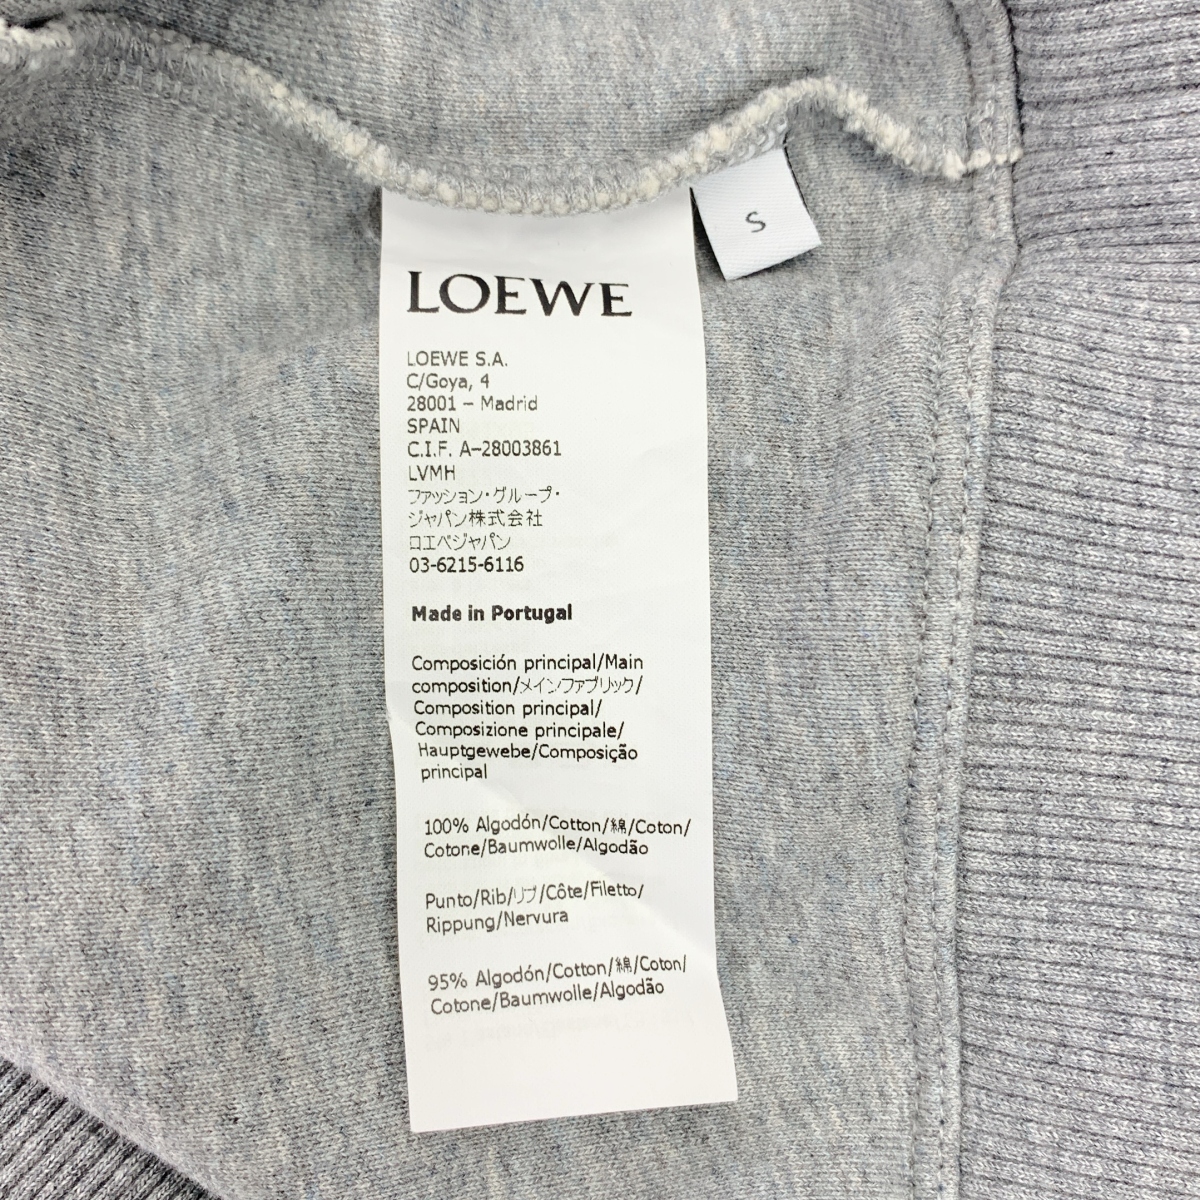 S
LOEWE
LOEWE S.A.
C/Goya, 4
28001 – Madrid
SPAIN
C.I.F. A-28003861
LVMH
ファッション・グループ・
ジャパン株式会社
ロエベジャパン
03-6215-6116
Made in Portugal
Composición principal/Main
composition/メインファブリック/
Composition principal/
Composizione principale/
Hauptgewebe/Composição
principal
100% Algodón/Cotton/綿/Coton/
Cotone/Baumwolle/Algodão
Punto/Rib/リブ/Côte/Filetto/
Rippung/Nervura
95% Algodón/Cotton/綿/Coton/
Cotone/Baumwolle/Algodão